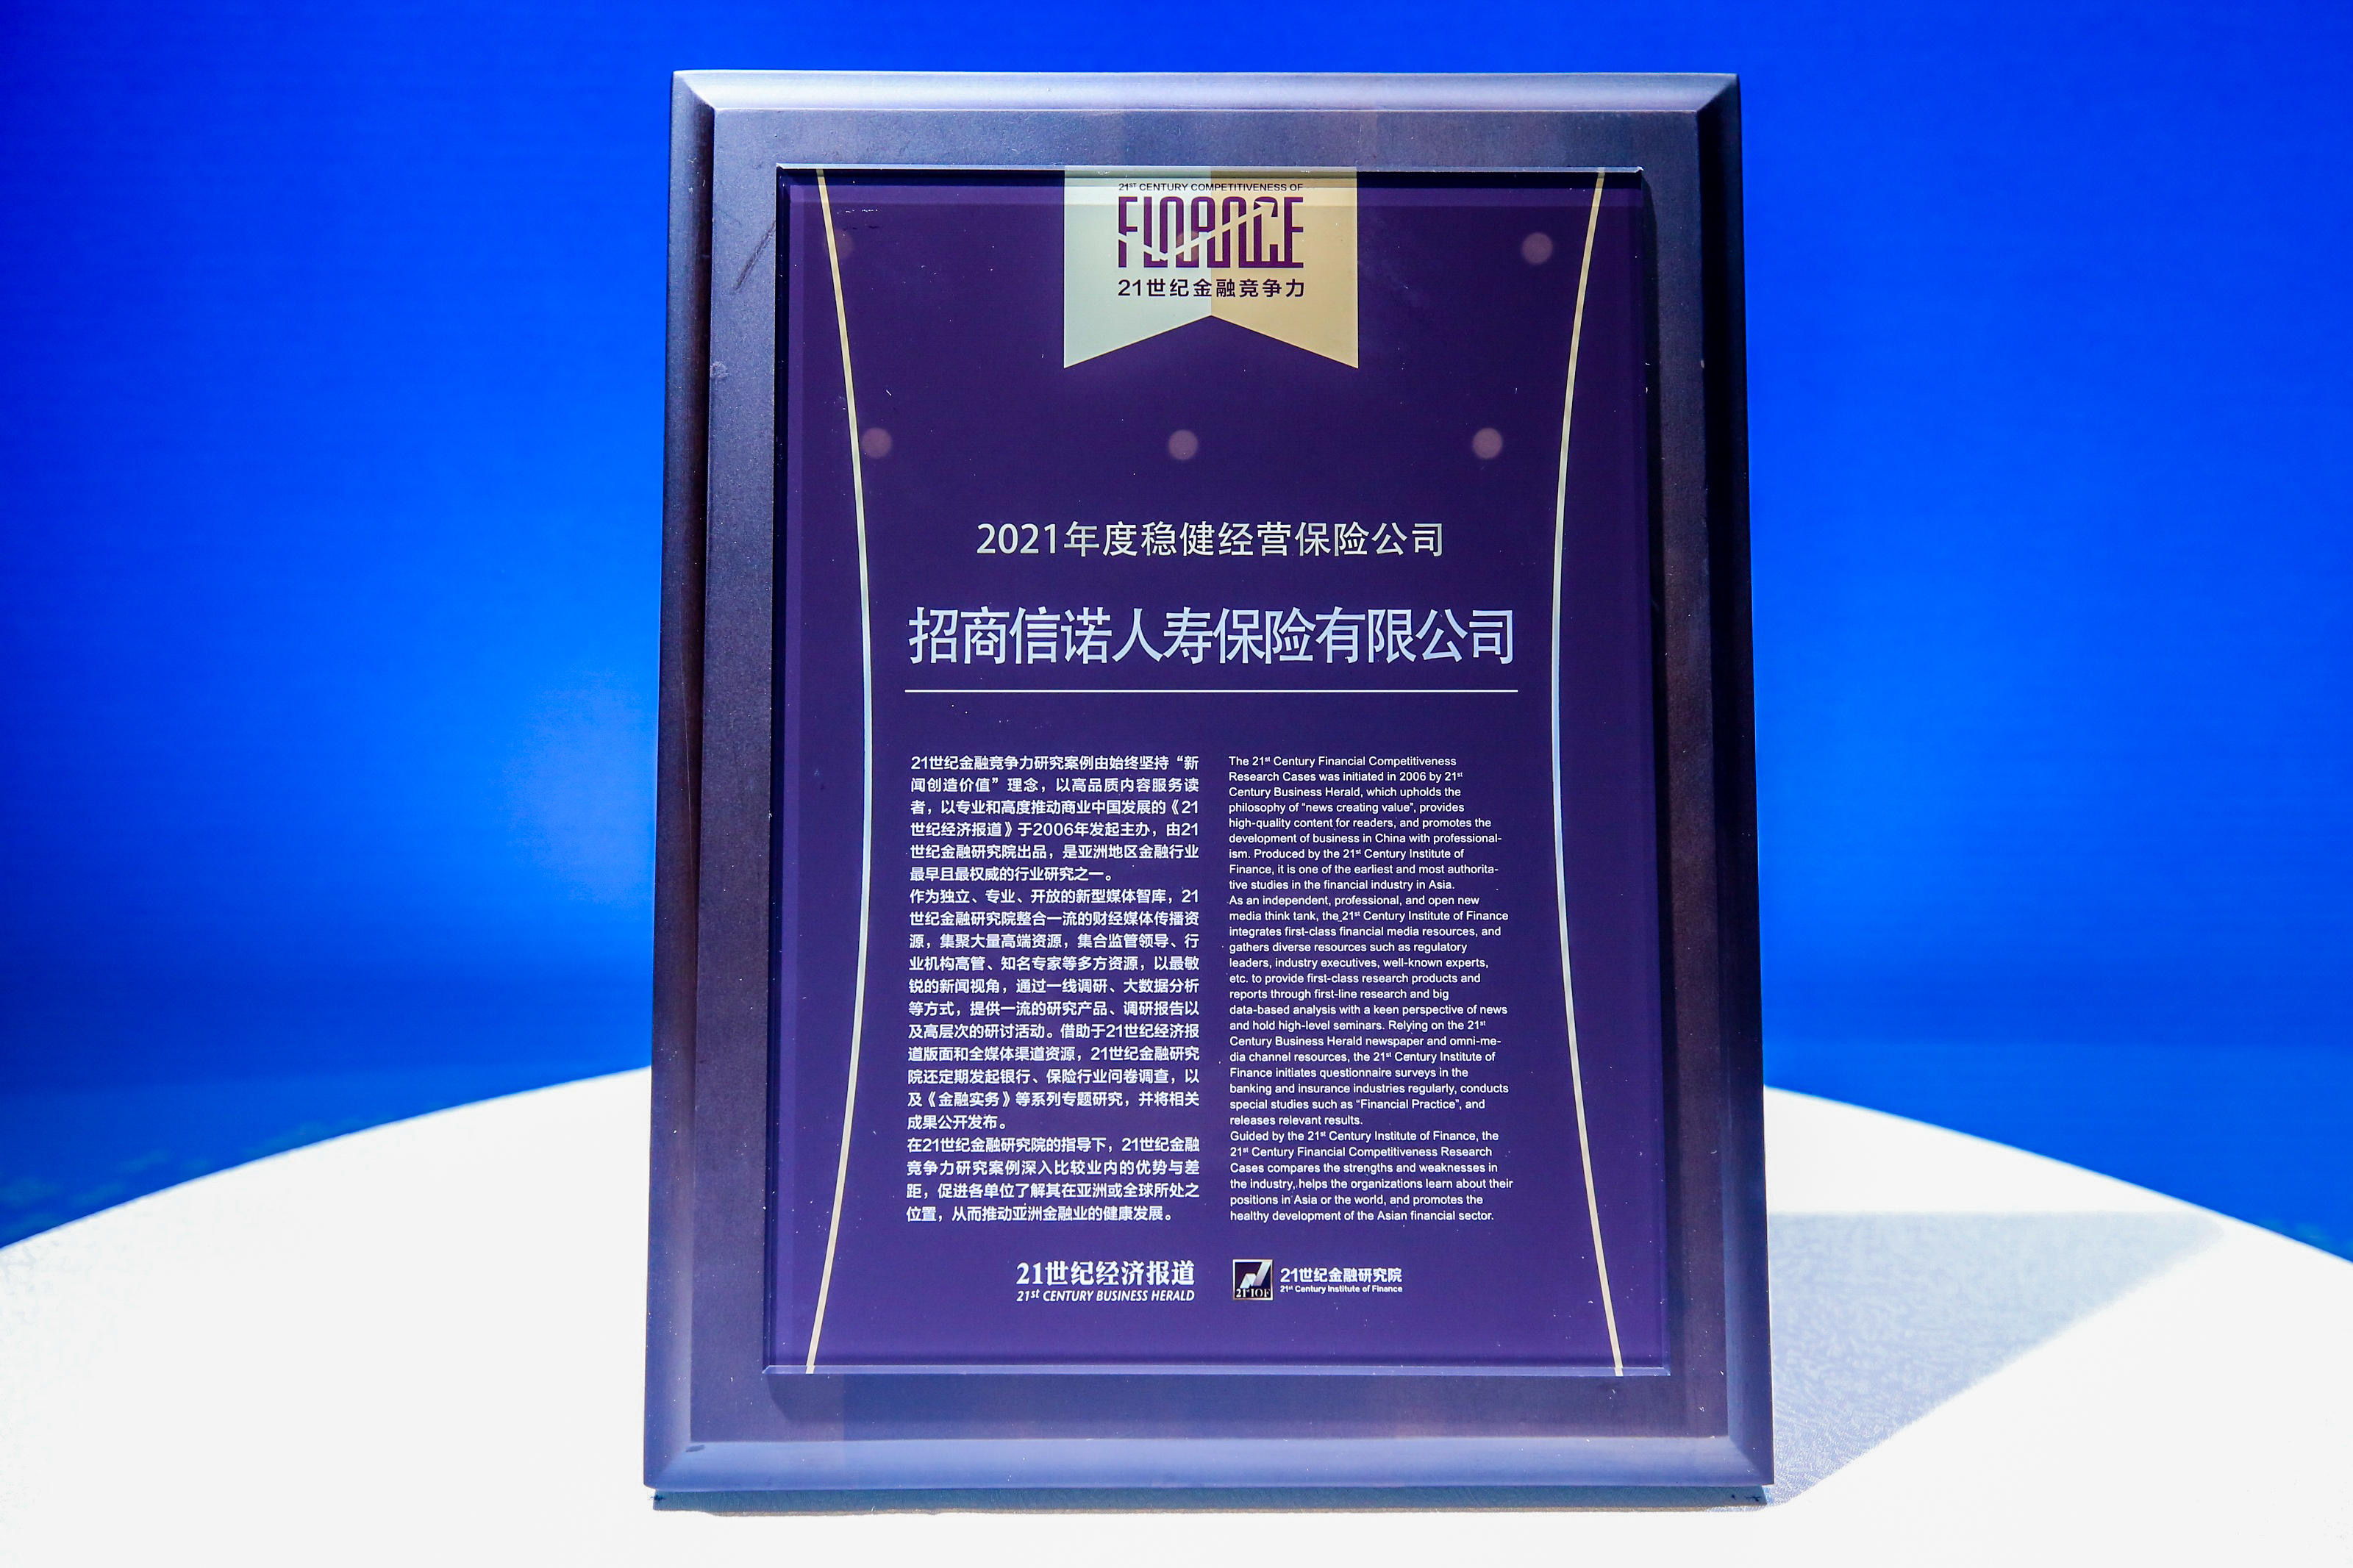 21ST CENTURY COMPETITIVENESS OF
FINANCE
21世纪金融竞争力
2021年度稳健经营保险公司
招商信诺人寿保险有限公司
21世纪金融竞争力研究案例由始终坚持“新
闻创造价值”理念，以高品质内容服务读
者，以专业和高度推动商业中国发展的《21
世纪经济报道》于2006年发起主办，由21
世纪金融研究院出品，是亚洲地区金融行业
最早且最权威的行业研究之一。
作为独立、专业、开放的新型媒体智库，21
世纪金融研究院整合一流的财经媒体传播资
源，集聚大量高端资源，集合监管领导、行
业机构高管、知名专家等多方资源，以最敏
锐的新闻视角，通过一线调研、大数据分析
等方式，提供一流的研究产品、调研报告以
及高层次的研讨活动。借助于21世纪经济报
道版面和全媒体渠道资源，21世纪金融研究
院还定期发起银行、保险行业问卷调查，以
及《金融实务》等系列专题研究，并将相关
成果公开发布。
在21世纪金融研究院的指导下，21世纪金融
竞争力研究案例深入比较业内的优势与差
距，促进各单位了解其在亚洲或全球所处之
位置，从而推动亚洲金融业的健康发展。
The 21st Century Financial Competitiveness
Research Cases was initiated in 2006 by 21st
Century Business Herald, which upholds the
philosophy of “news creating value”, provides
high-quality content for readers, and promotes the
development of business in China with professional-
ism. Produced by the 21st Century Institute of
Finance, it is one of the earliest and most authorita-
tive studies in the financial industry in Asia.
As an independent, professional, and open new
media think tank, the 21st Century Institute of Finance
integrates first-class financial media resources, and
gathers diverse resources such as regulatory
leaders, industry executives, well-known experts,
etc. to provide first-class research products and
reports through first-line research and big
data-based analysis with a keen perspective of news
and hold high-level seminars. Relying on the 21st
Century Business Herald newspaper and omni-me-
dia channel resources, the 21st Century Institute of
Finance initiates questionnaire surveys in the
banking and insurance industries regularly, conducts
special studies such as “Financial Practice”, and
releases relevant results.
Guided by the 21st Century Institute of Finance, the
21st Century Financial Competitiveness Research
Cases compares the strengths and weaknesses in
the industry, helps the organizations learn about their
positions in Asia or the world, and promotes the
healthy development of the Asian financial sector.
21世纪经济报道
21st CENTURY BUSINESS HERALD
21st IOF
21世纪金融研究院
21st Century Institute of Finance